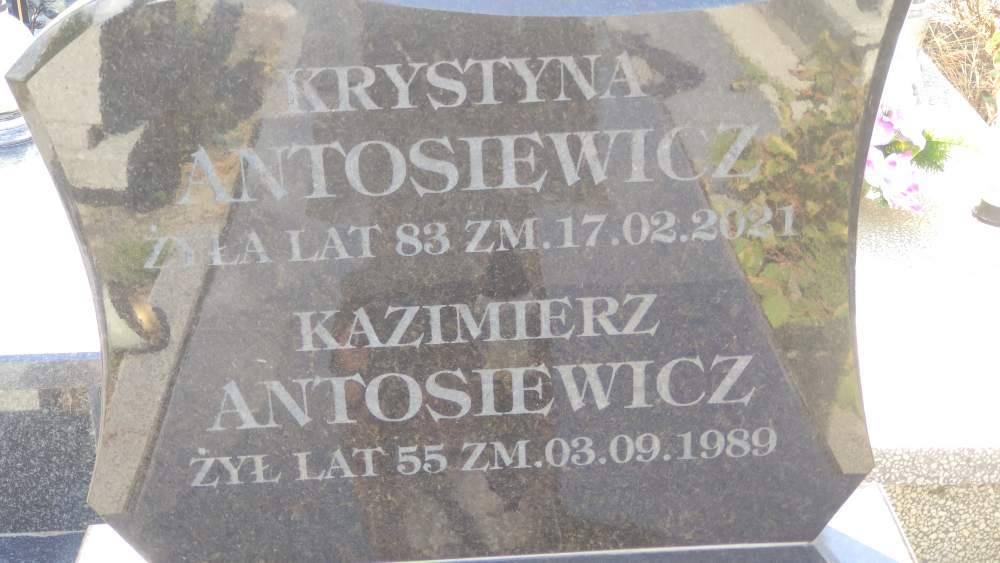 KRYSTYNA
ANTOSIEWICZ
ŻYŁA LAT 83 ZM.17.02.2021
KAZIMIERZ
ANTOSIEWICZ
ŻYŁ LAT 55 ZM.03.09.1989